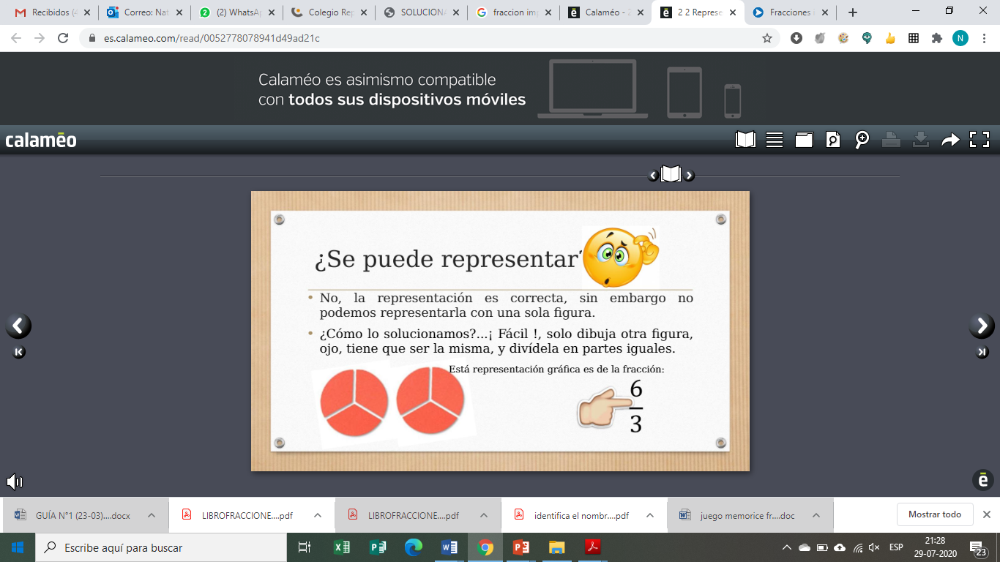 Recibidos (4
Correo: Nat
(2) WhatsAp
Colegio Rep
SOLUCIONA
fraccion imp
Calaméo - 2
2 2 Represe
Fracciones i
es.calameo.com/read/0052778078941d49ad21c
N
Calaméo es asimismo compatible
con todos sus dispositivos móviles
calamēo
¿Se puede representar?
• No, la representación es correcta, sin embargo no
podemos representarla con una sola figura.
• ¿Cómo lo solucionamos?...¡ Fácil !, solo dibuja otra figura,
ojo, tiene que ser la misma, y divídela en partes iguales.
Está representación gráfica es de la fracción:
6
3
ē
GUÍA N°1 (23-03)....docx
LIBROFRACCIONE....pdf
LIBROFRACCIONE....pdf
identifica el nombr....pdf
juego memorice fr....doc
Mostrar todo
Escribe aquí para buscar
ESP
21:28
29-07-2020
23